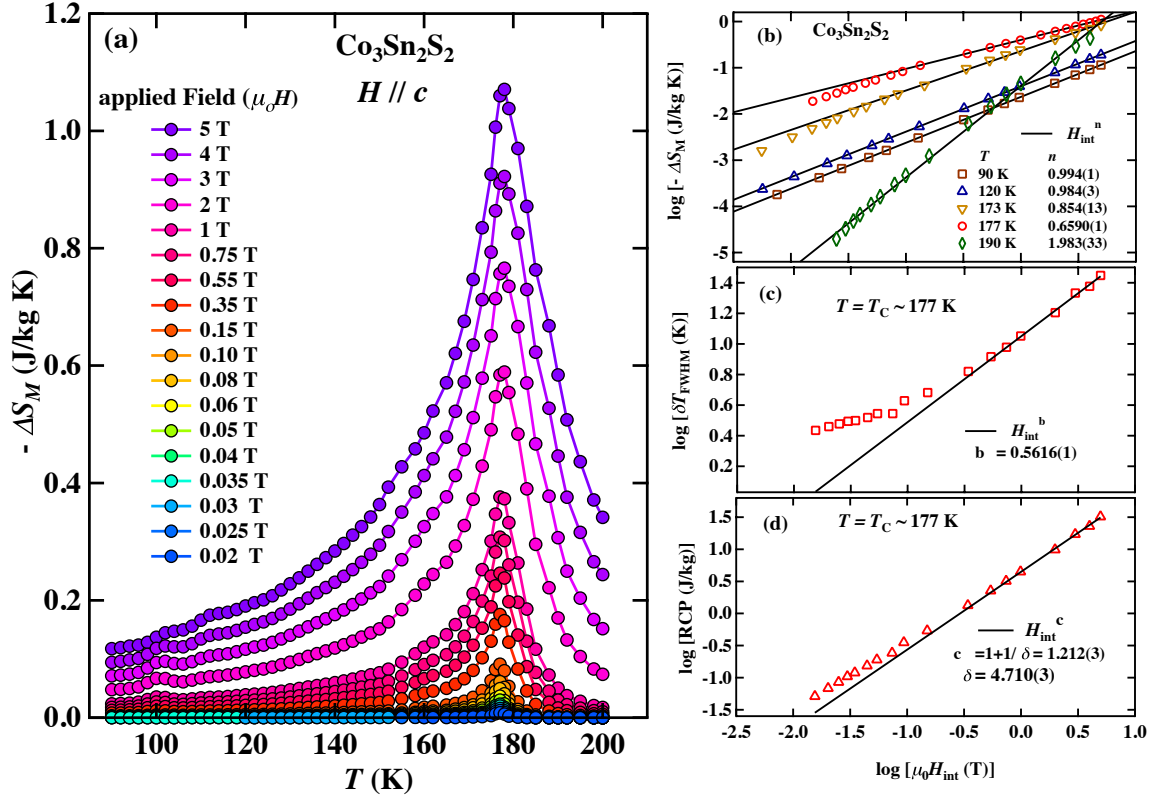 (a)
Co3Sn2S2
H // c
applied Field (μoH)
5 T
4 T
3 T
2 T
1 T
0.75 T
0.55 T
0.35 T
0.15 T
0.10 T
0.08 T
0.06 T
0.05 T
0.04 T
0.035 T
0.03 T
0.025 T
0.02 T
- ΔSM (J/kg K)
1.2
1.0
0.8
0.6
0.4
0.2
0.0
100 120 140 160 180 200
T (K)
(b)
Co3Sn2S2
log [- ΔSM (J/kg K)]
0
-1
-2
-3
-4
-5
Hint^n
T n
90 K 0.994(1)
120 K 0.984(3)
173 K 0.854(13)
177 K 0.6590(1)
190 K 1.983(33)
(c)
T = TC ~ 177 K
log [δTFWHM (K)]
1.4
1.2
1.0
0.8
0.6
0.4
0.2
Hint^b
b = 0.5616(1)
(d)
T = TC ~ 177 K
log [RCP (J/kg)]
1.5
1.0
0.5
0.0
-0.5
-1.0
-1.5
Hint^c
c =1+1/ δ = 1.212(3)
δ = 4.710(3)
-2.5 -2.0 -1.5 -1.0 -0.5 0.0 0.5 1.0
log [μ0Hint (T)]